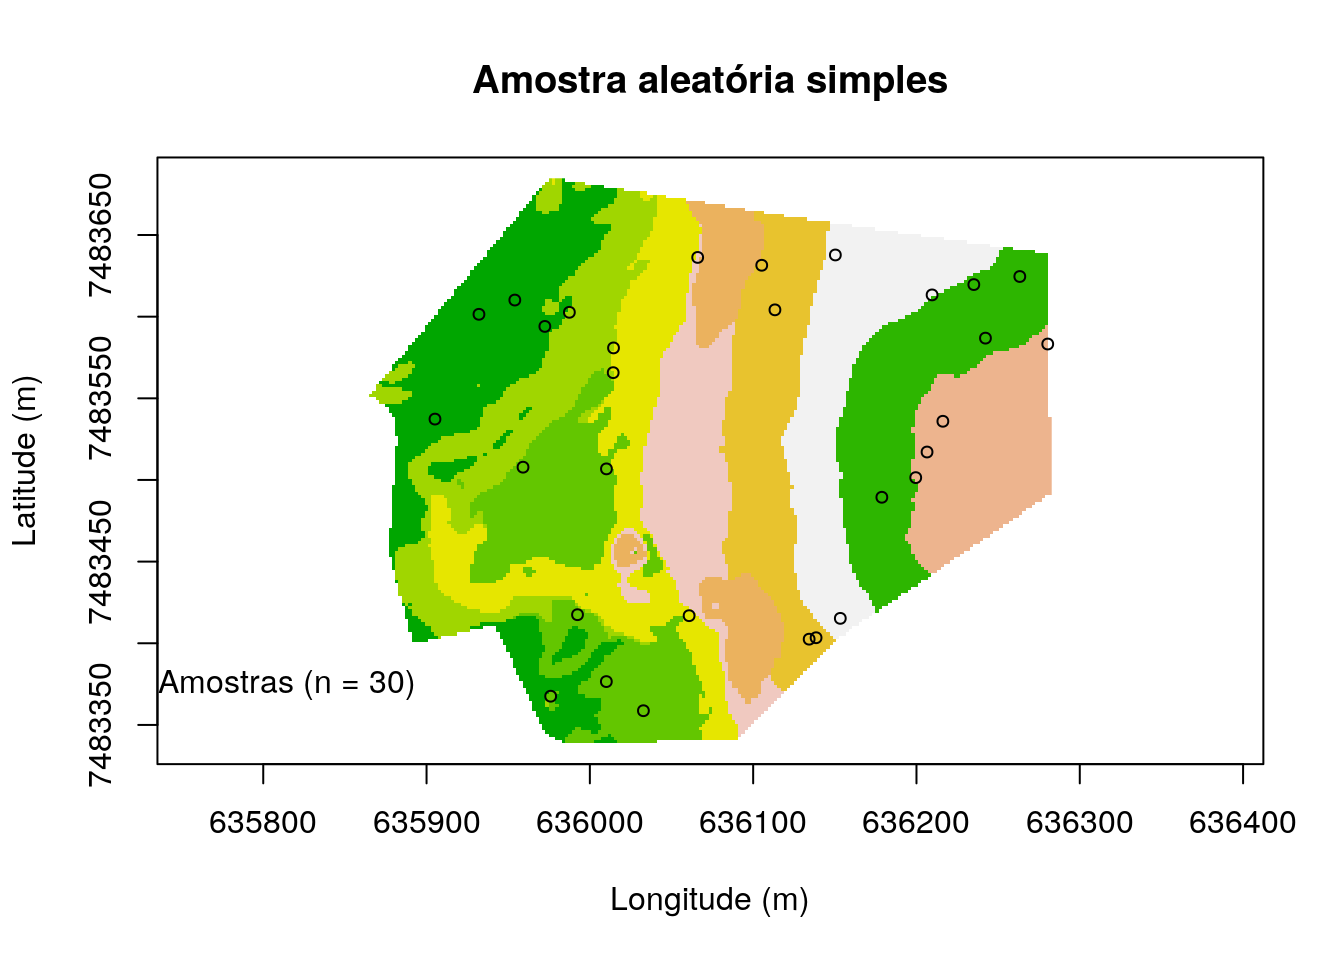 Amostra aleatória simples
Latitude (m)
7483650
7483550
7483450
7483350
Amostras (n = 30)
635800 635900 636000 636100 636200 636300 636400
Longitude (m)